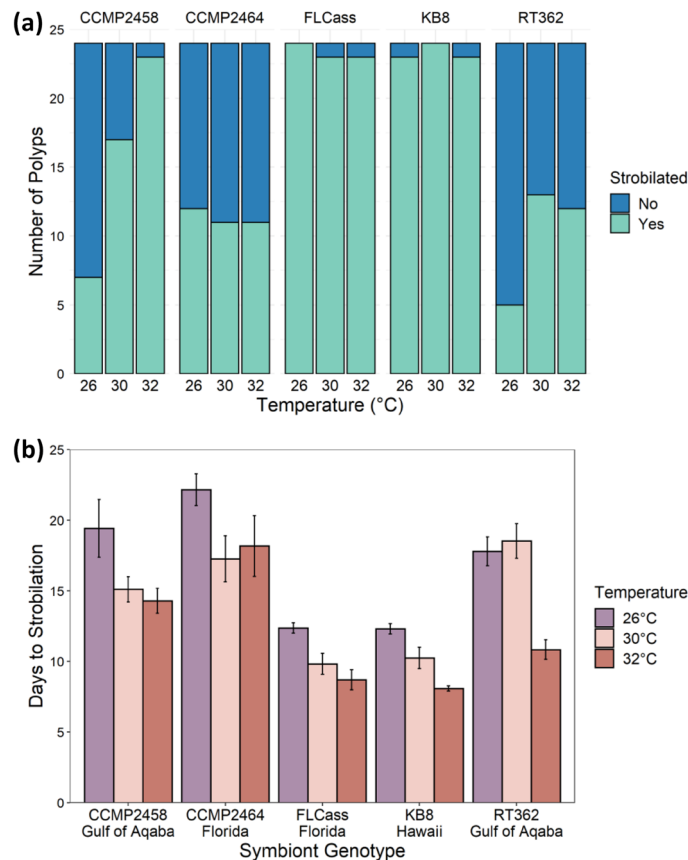 (a)
CCMP2458 CCMP2464 FLCass KB8 RT362
25
20
15
10
5
0
Number of Polyps
26 30 32 26 30 32 26 30 32 26 30 32 26 30 32
Temperature (°C)
Strobilated
No
Yes
(b)
25
20
15
10
5
0
Days to Strobilation
CCMP2458 CCMP2464 FLCass KB8 RT362
Gulf of Aqaba Florida Florida Hawaii Gulf of Aqaba
Symbiont Genotype
Temperature
26°C
30°C
32°C